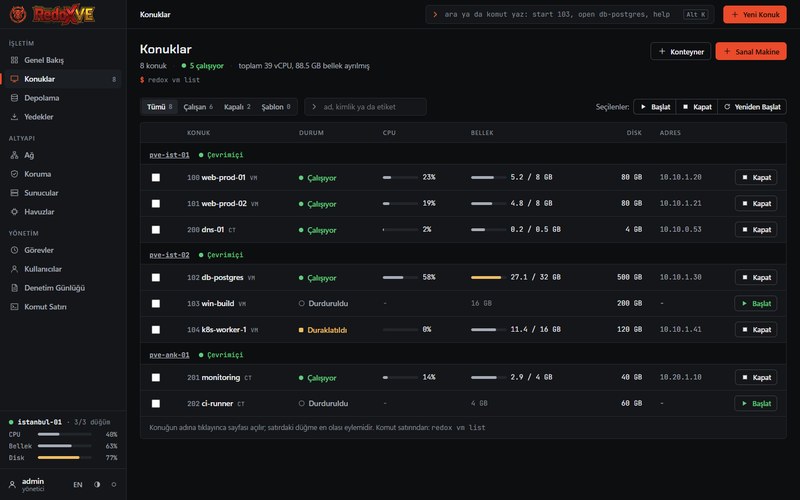 RedoXVE
Konuklar
ara ya da komut yaz: start 103, open db-postgres, help
Alt K
+ Yeni Konuk
İŞLETİM
Genel Bakış
Konuklar 8
Depolama
Yedekler
ALTYAPI
Ağ
Koruma
Sunucular
Havuzlar
YÖNETİM
Görevler
Kullanıcılar
Denetim Günlüğü
Komut Satırı
istanbul-01 · 3/3 düğüm
CPU 40%
Bellek 63%
Disk 77%
admin
yönetici
EN
Konuklar
8 konuk 5 çalışıyor toplam 39 vCPU, 88.5 GB bellek ayrılmış
$ redox vm list
+ Konteyner
+ Sanal Makine
Tümü 8 Çalışan 6 Kapalı 2 Şablon 0
ad, kimlik ya da etiket
Seçilenler: Başlat Kapat Yeniden Başlat
KONUK DURUM CPU BELLEK DİSK ADRES
pve-ist-01 Çevrimiçi
100 web-prod-01 VM Çalışıyor 23% 5.2 / 8 GB 80 GB 10.10.1.20 Kapat
101 web-prod-02 VM Çalışıyor 19% 4.8 / 8 GB 80 GB 10.10.1.21 Kapat
200 dns-01 CT Çalışıyor 2% 0.2 / 0.5 GB 4 GB 10.10.0.53 Kapat
pve-ist-02 Çevrimiçi
102 db-postgres VM Çalışıyor 58% 27.1 / 32 GB 500 GB 10.10.1.30 Kapat
103 win-build VM Durduruldu - 16 GB 200 GB - Başlat
104 k8s-worker-1 VM Duraklatıldı 0% 11.4 / 16 GB 120 GB 10.10.1.41 Kapat
pve-ank-01 Çevrimiçi
201 monitoring CT Çalışıyor 14% 2.9 / 4 GB 40 GB 10.20.1.10 Kapat
202 ci-runner CT Durduruldu - 4 GB 60 GB - Başlat
Konuğun adına tıklayınca sayfası açılır; satırdaki düğme en olası eylemidir. Komut satırından: redox vm list